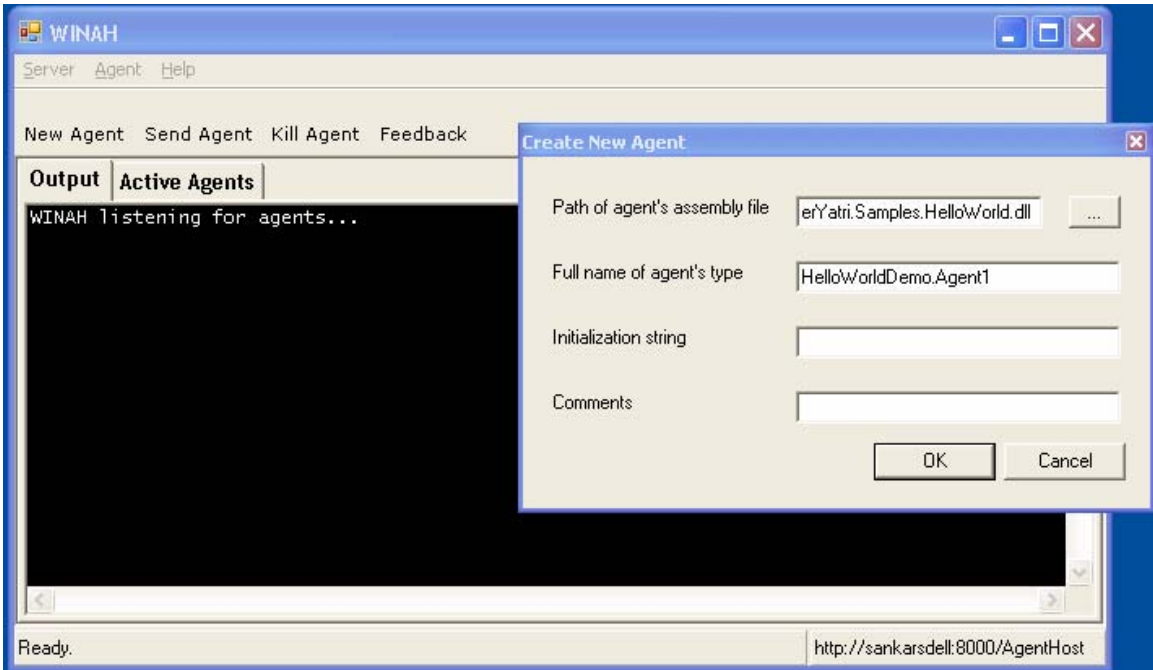 WINAH
Server Agent Help
New Agent Send Agent Kill Agent Feedback
Output Active Agents
WINAH listening for agents...
Create New Agent
Path of agent's assembly file
erYatri.Samples.HelloWorld.dll
...
Full name of agent's type
HelloWorldDemo.Agent1
Initialization string
Comments
OK
Cancel
Ready.
http://sankarsdell:8000/AgentHost